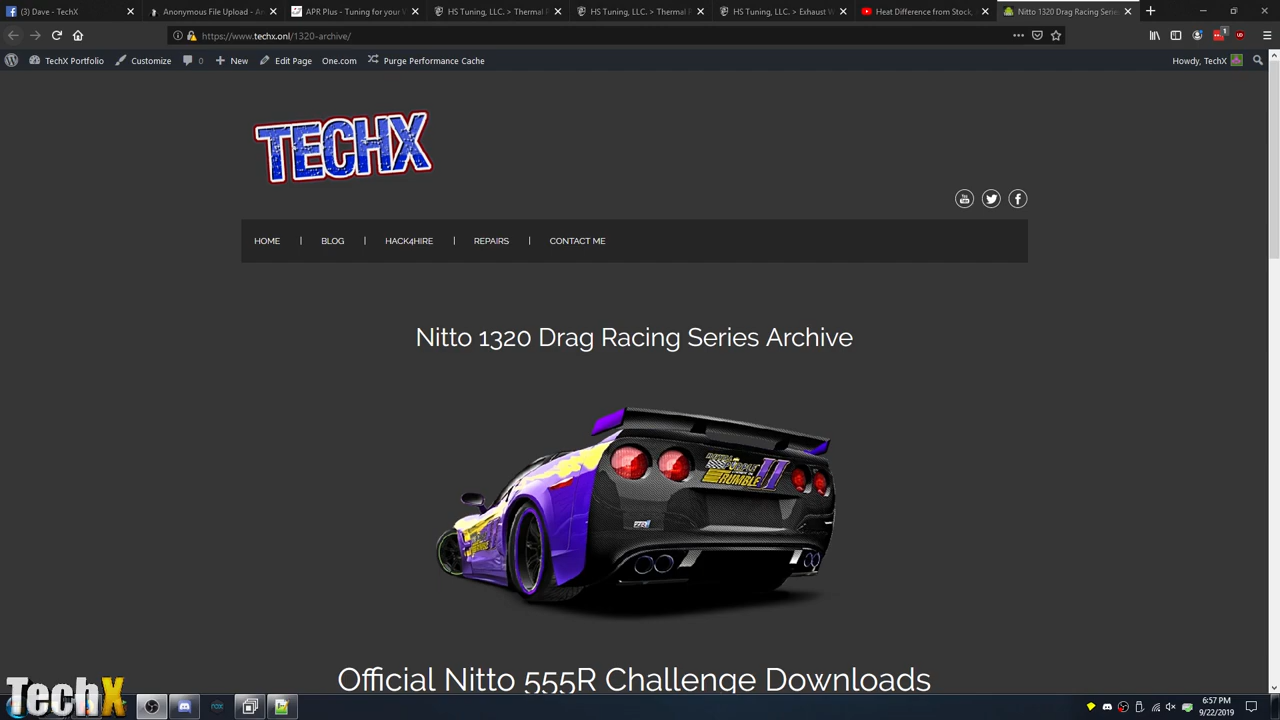 (3) Dave - TechX
Anonymous File Upload - An
APR Plus - Tuning for your V
HS Tuning, LLC. > Thermal R
HS Tuning, LLC. > Thermal R
HS Tuning, LLC. > Exhaust W
Heat Difference from Stock,
Nitto 1320 Drag Racing Series
https://www.techx.onl/1320-archive/
TechX Portfolio
Customize
0
New
Edit Page
One.com
Purge Performance Cache
Howdy, TechX
TECHX
HOME | BLOG | HACK4HIRE | REPAIRS | CONTACT ME
Nitto 1320 Drag Racing Series Archive
PURPLE
RUMBLE II
Official Nitto 555R Challenge Downloads
TechX
6:57 PM
9/22/2019